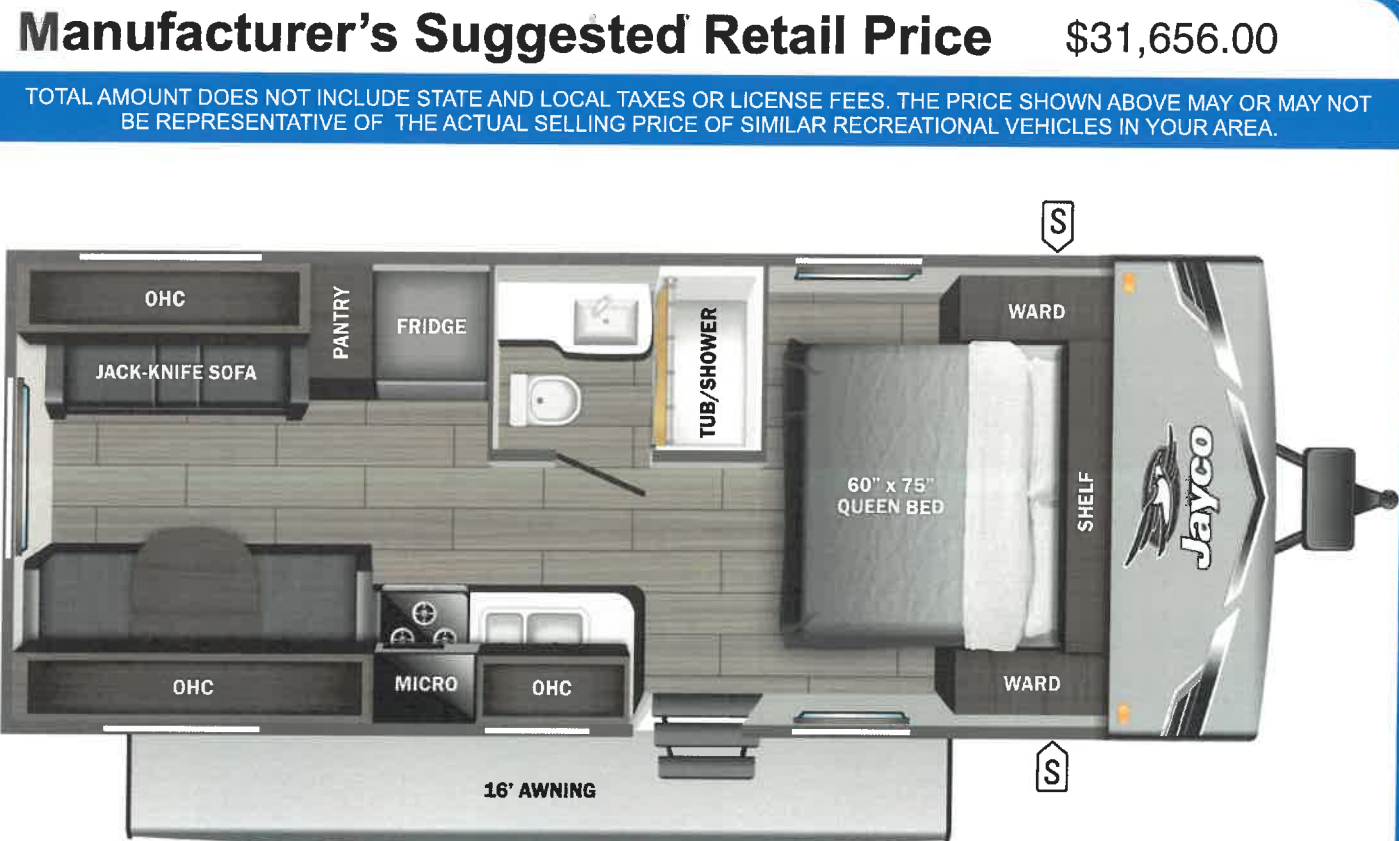 Manufacturer's Suggested Retail Price $31,656.00
TOTAL AMOUNT DOES NOT INCLUDE STATE AND LOCAL TAXES OR LICENSE FEES. THE PRICE SHOWN ABOVE MAY OR MAY NOT
BE REPRESENTATIVE OF THE ACTUAL SELLING PRICE OF SIMILAR RECREATIONAL VEHICLES IN YOUR AREA.
S
OHC
PANTRY
FRIDGE
TUB/SHOWER
WARD
JACK-KNIFE SOFA
60" x 75"
QUEEN BED
SHELF
Jayco
OHC
MICRO
OHC
WARD
S
16' AWNING